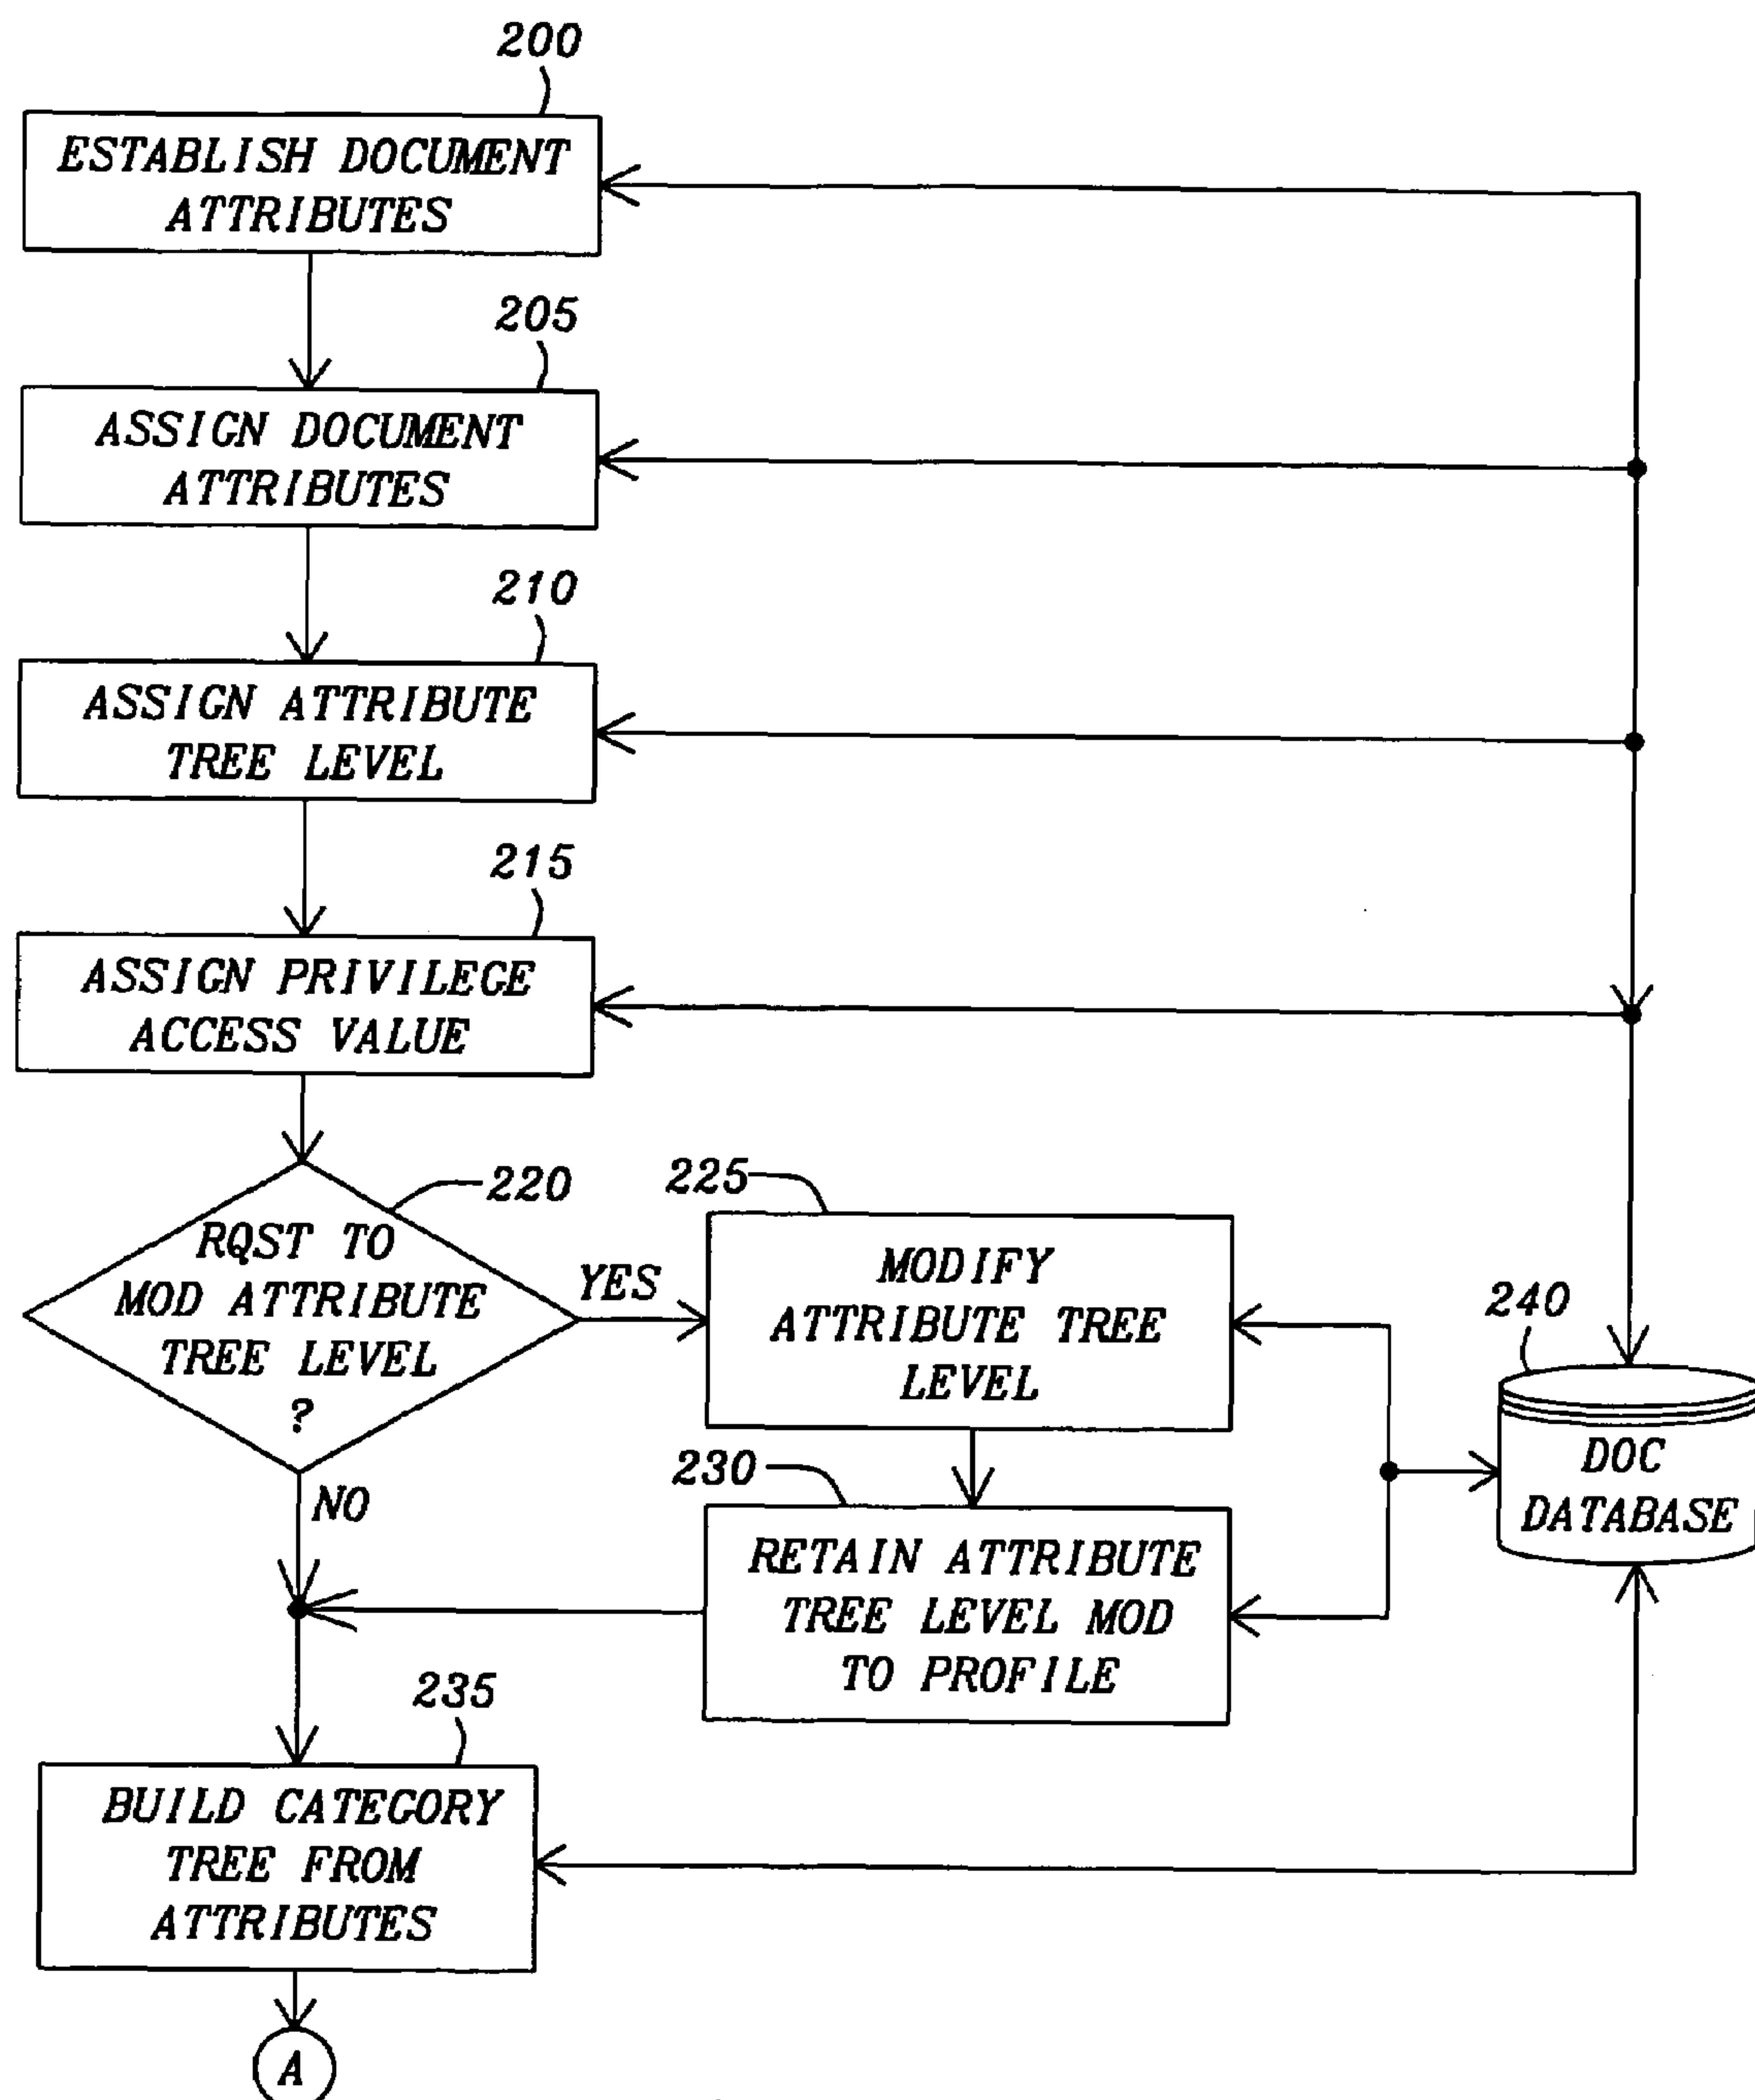 200
ESTABLISH DOCUMENT
ATTRIBUTES
205
ASSIGN DOCUMENT
ATTRIBUTES
210
ASSIGN ATTRIBUTE
TREE LEVEL
215
ASSIGN PRIVILEGE
ACCESS VALUE
220
RQST TO
MOD ATTRIBUTE
TREE LEVEL
?
YES
NO
225
MODIFY
ATTRIBUTE TREE
LEVEL
230
RETAIN ATTRIBUTE
TREE LEVEL MOD
TO PROFILE
240
DOC
DATABASE
235
BUILD CATEGORY
TREE FROM
ATTRIBUTES
A